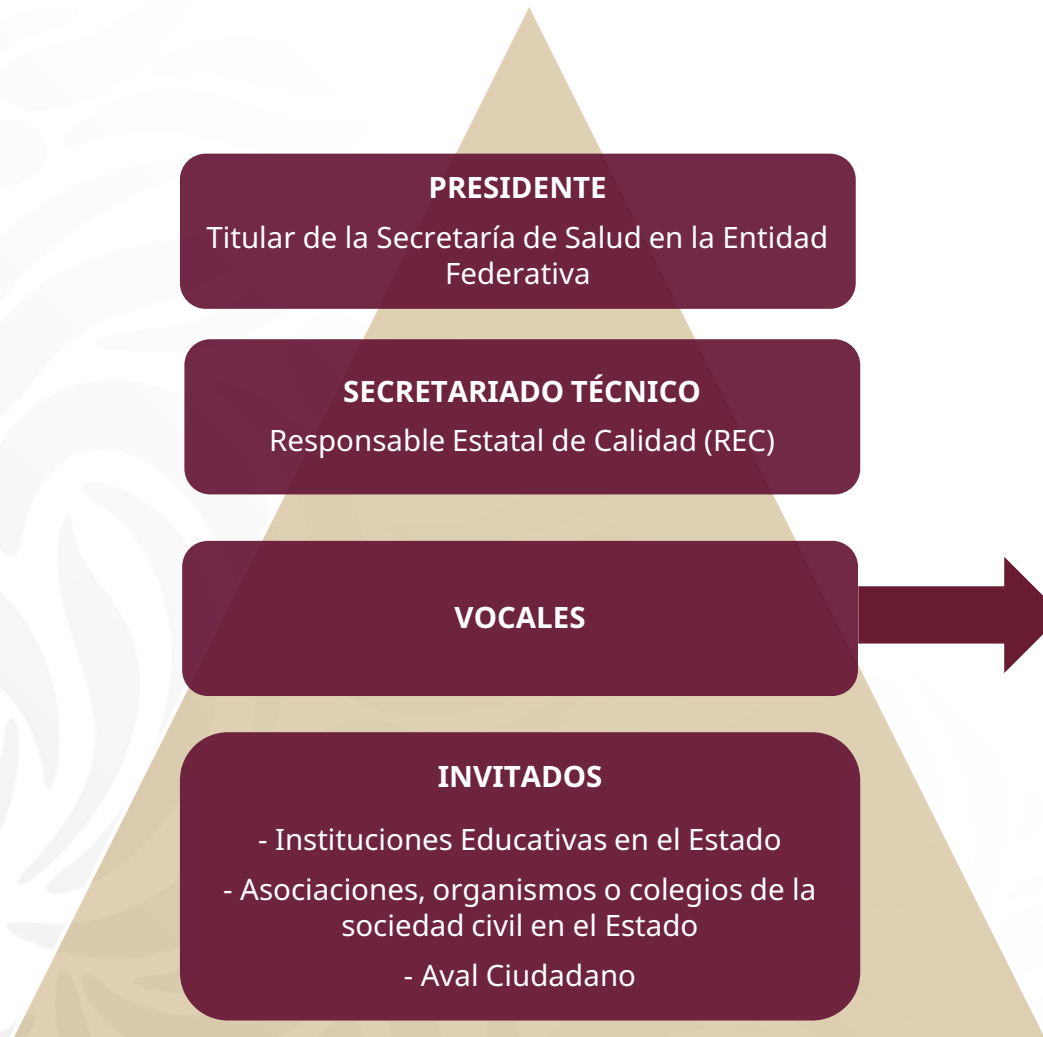 PRESIDENTE
Titular de la Secretaría de Salud en la Entidad
Federativa
SECRETARIADO TÉCNICO
Responsable Estatal de Calidad (REC)
VOCALES
INVITADOS
- Instituciones Educativas en el Estado
- Asociaciones, organismos o colegios de la
sociedad civil en el Estado
- Aval Ciudadano